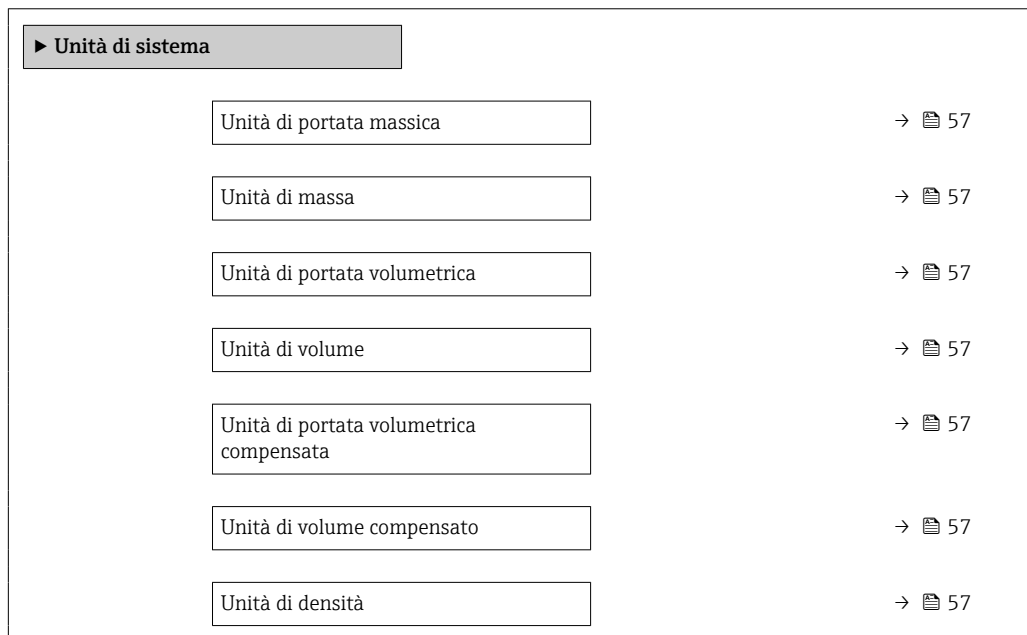 ▶ Unità di sistema
Unità di portata massica → 57
Unità di massa → 57
Unità di portata volumetrica → 57
Unità di volume → 57
Unità di portata volumetrica → 57
compensata
Unità di volume compensato → 57
Unità di densità → 57